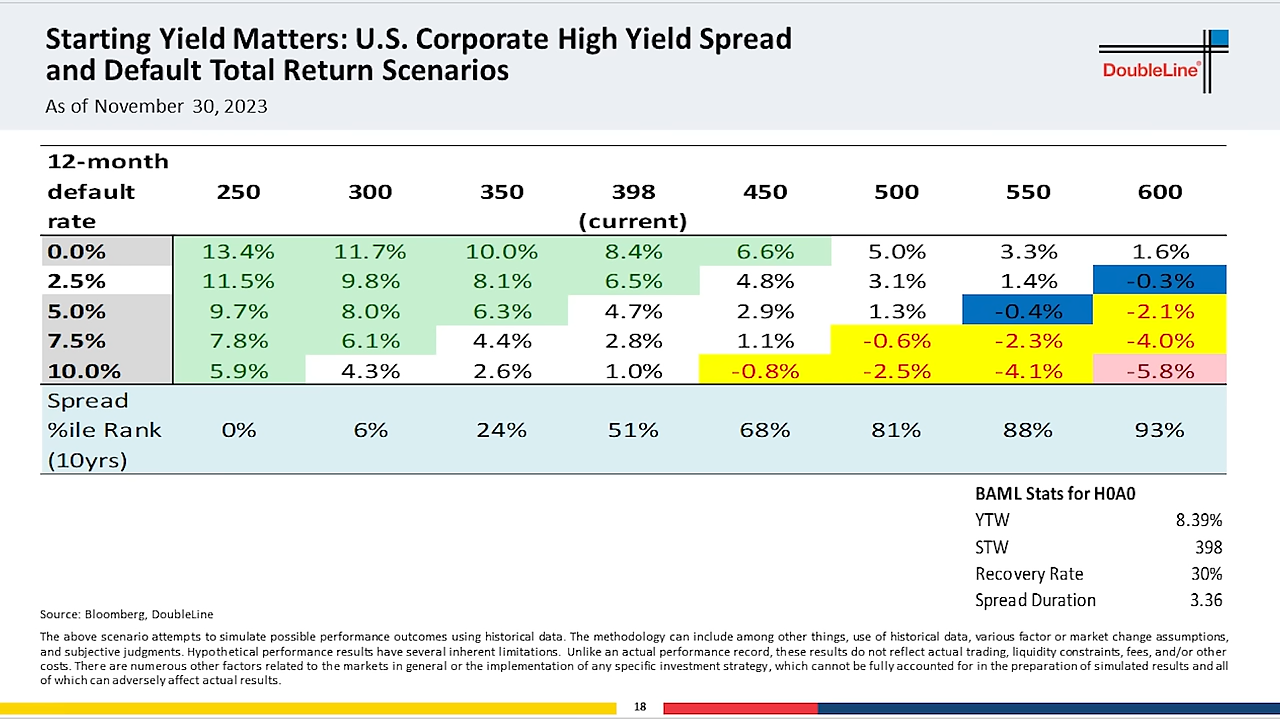 Starting Yield Matters: U.S. Corporate High Yield Spread
and Default Total Return Scenarios
As of November 30, 2023
DoubleLine®
12-month
default 250 300 350 398 450 500 550 600
rate (current)
0.0% 13.4% 11.7% 10.0% 8.4% 6.6% 5.0% 3.3% 1.6%
2.5% 11.5% 9.8% 8.1% 6.5% 4.8% 3.1% 1.4% -0.3%
5.0% 9.7% 8.0% 6.3% 4.7% 2.9% 1.3% -0.4% -2.1%
7.5% 7.8% 6.1% 4.4% 2.8% 1.1% -0.6% -2.3% -4.0%
10.0% 5.9% 4.3% 2.6% 1.0% -0.8% -2.5% -4.1% -5.8%
Spread
%ile Rank 0% 6% 24% 51% 68% 81% 88% 93%
(10yrs)
BAML Stats for H0A0
YTW 8.39%
STW 398
Recovery Rate 30%
Spread Duration 3.36
Source: Bloomberg, DoubleLine
The above scenario attempts to simulate possible performance outcomes using historical data. The methodology can include among other things, use of historical data, various factor or market change assumptions,
and subjective judgments. Hypothetical performance results have several inherent limitations. Unlike an actual performance record, these results do not reflect actual trading, liquidity constraints, fees, and/or other
costs. There are numerous other factors related to the markets in general or the implementation of any specific investment strategy, which cannot be fully accounted for in the preparation of simulated results and all
of which can adversely affect actual results.
18